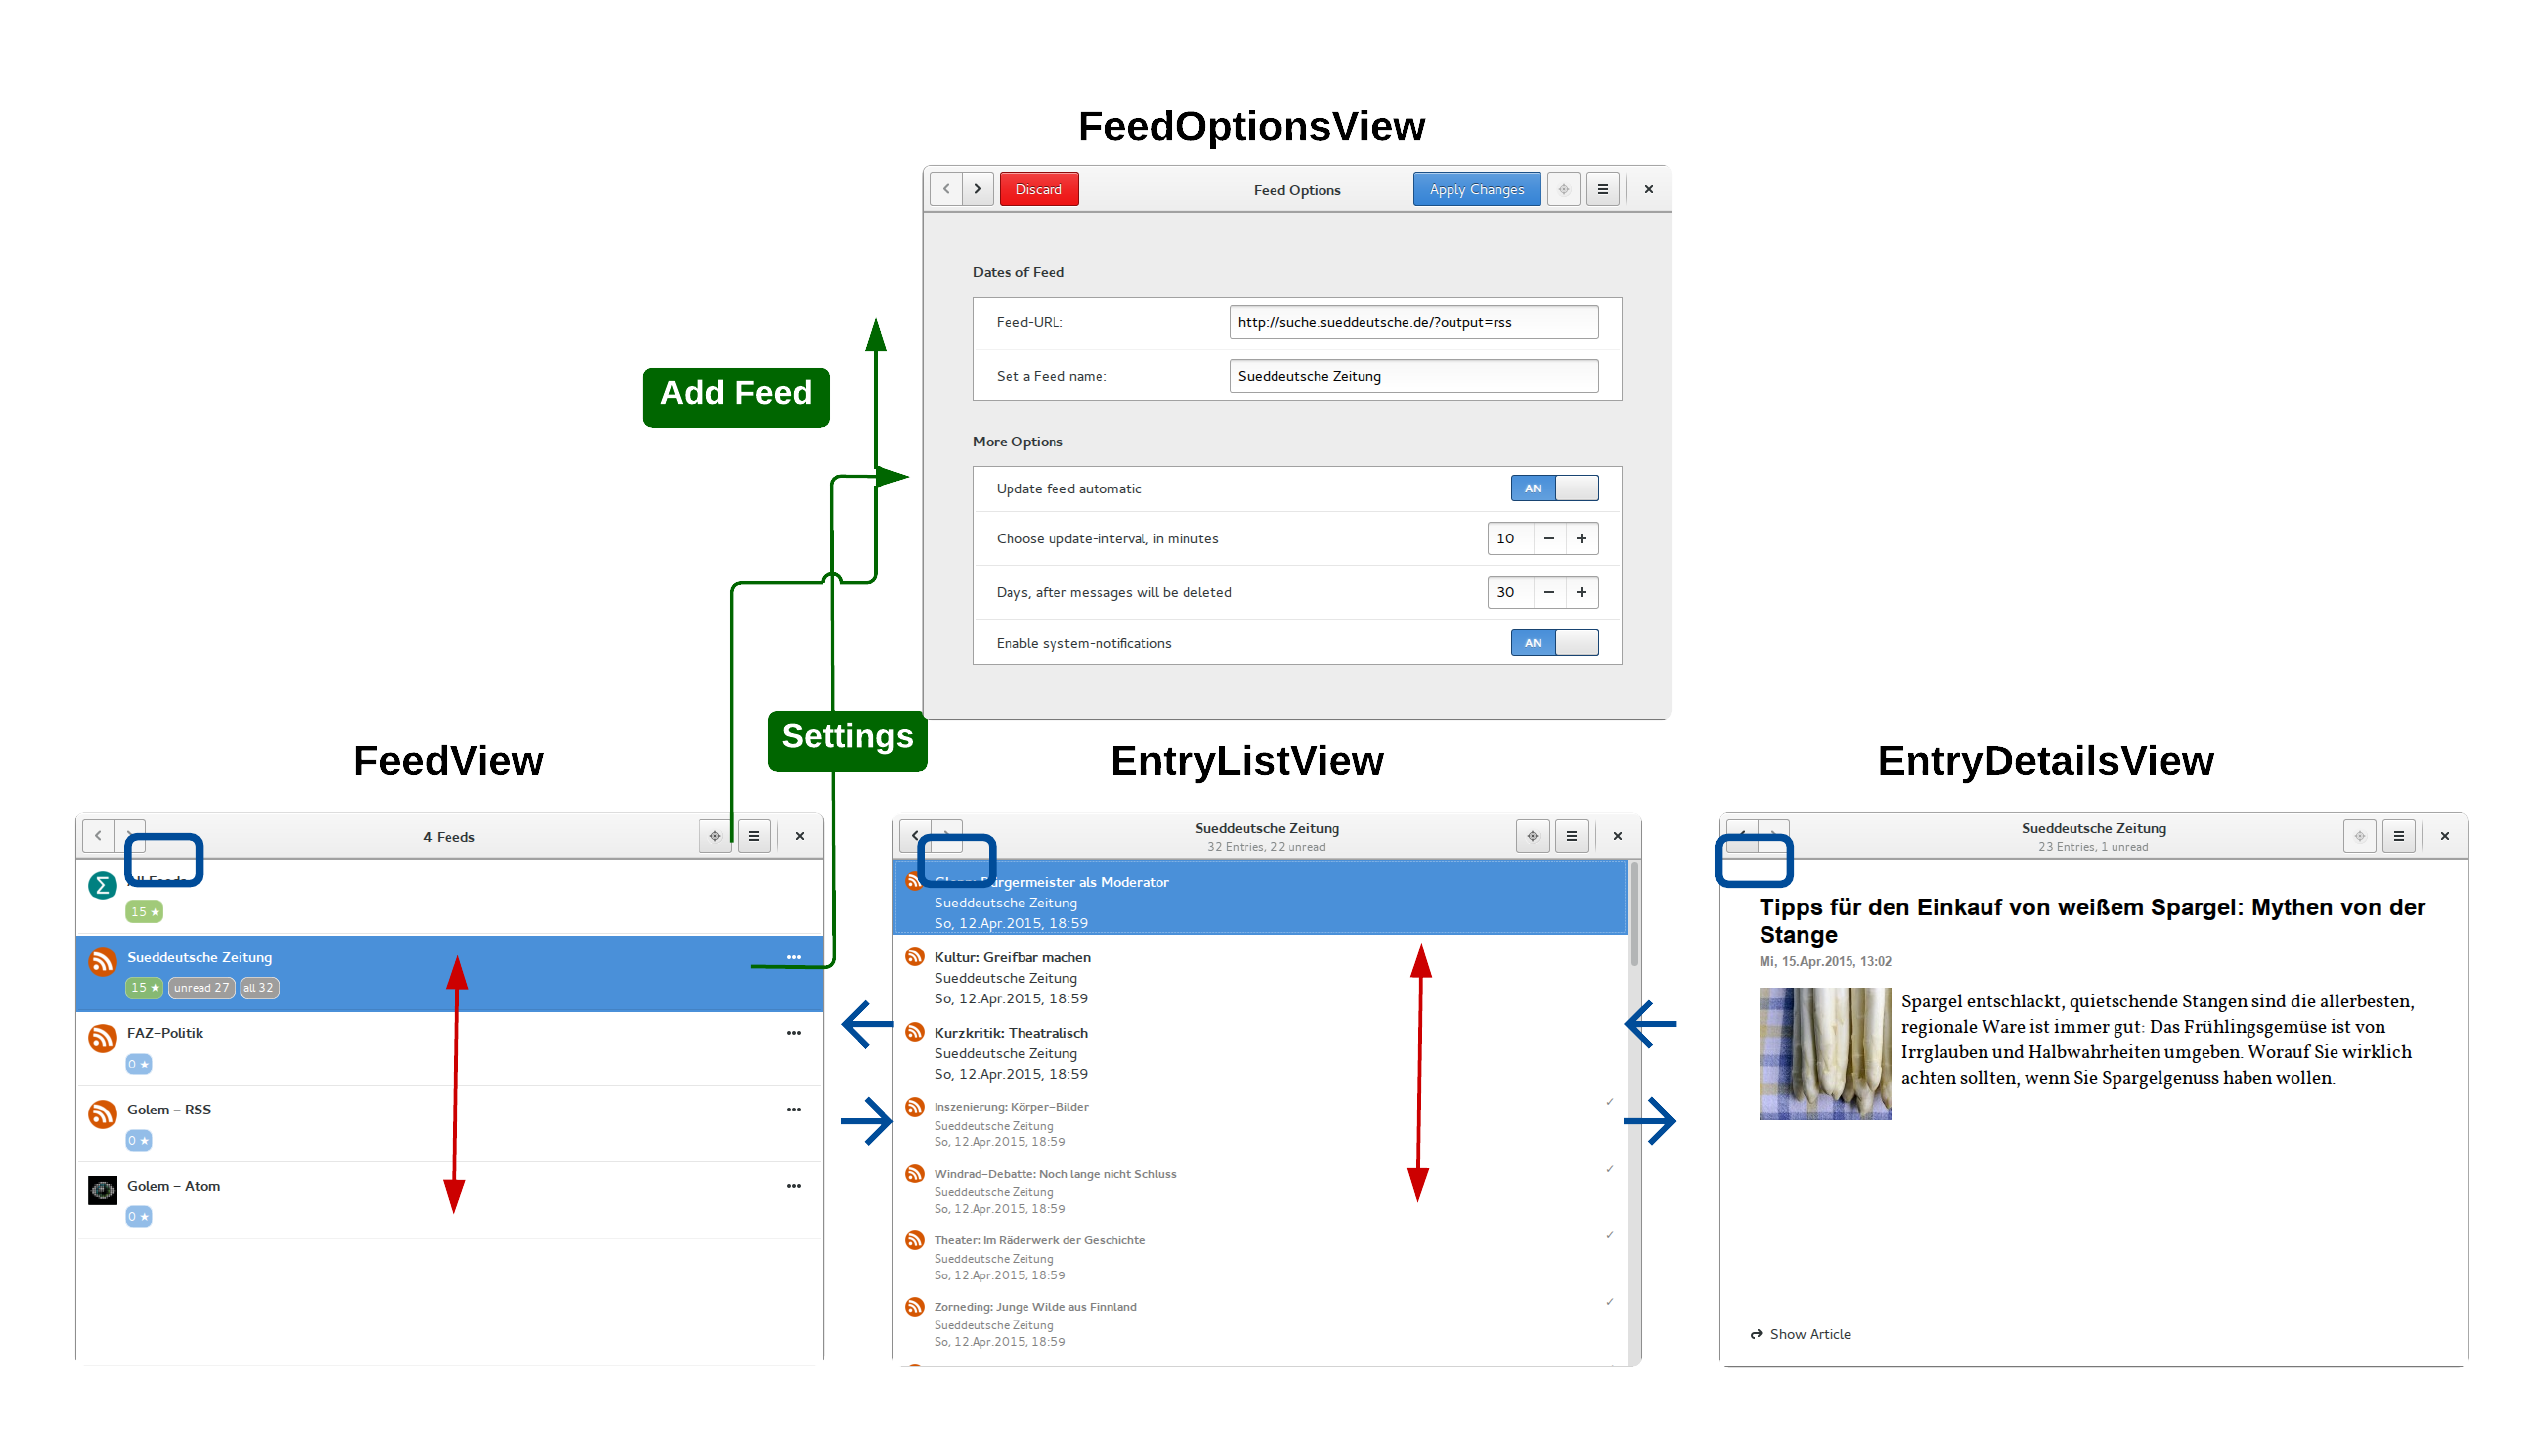 FeedOptionsView
Discard
Feed Options
Apply Changes
Dates of Feed
Feed-URL:
http://suche.sueddeutsche.de/?output=rss
Set a Feed name:
Sueddeutsche Zeitung
More Options
Update feed automatic
AN
Choose update-interval, in minutes
10
Days, after messages will be deleted
30
Enable system-notifications
AN
Add Feed
Settings
FeedView
4 Feeds
All Feeds
15 ★
Sueddeutsche Zeitung
15 ★ unread 27 all 32
FAZ-Politik
0 ★
Golem – RSS
0 ★
Golem – Atom
0 ★
EntryListView
Sueddeutsche Zeitung
32 Entries, 22 unread
Bürgermeister als Moderator
Sueddeutsche Zeitung
So, 12.Apr.2015, 18:59
Kultur: Greifbar machen
Sueddeutsche Zeitung
So, 12.Apr.2015, 18:59
Kurzkritik: Theatralisch
Sueddeutsche Zeitung
So, 12.Apr.2015, 18:59
Inszenierung: Körper-Bilder
Sueddeutsche Zeitung
So, 12.Apr.2015, 18:59
Windrad-Debatte: Noch lange nicht Schluss
Sueddeutsche Zeitung
So, 12.Apr.2015, 18:59
Theater: Im Räderwerk der Geschichte
Sueddeutsche Zeitung
So, 12.Apr.2015, 18:59
Zorneding: Junge Wilde aus Finnland
Sueddeutsche Zeitung
So, 12.Apr.2015, 18:59
EntryDetailsView
Sueddeutsche Zeitung
23 Entries, 1 unread
Tipps für den Einkauf von weißem Spargel: Mythen von der
Stange
Mi, 15.Apr.2015, 13:02
Spargel entschlackt, quietschende Stangen sind die allerbesten,
regionale Ware ist immer gut: Das Frühlingsgemüse ist von
Irrglauben und Halbwahrheiten umgeben. Worauf Sie wirklich
achten sollten, wenn Sie Spargelgenuss haben wollen.
Show Article